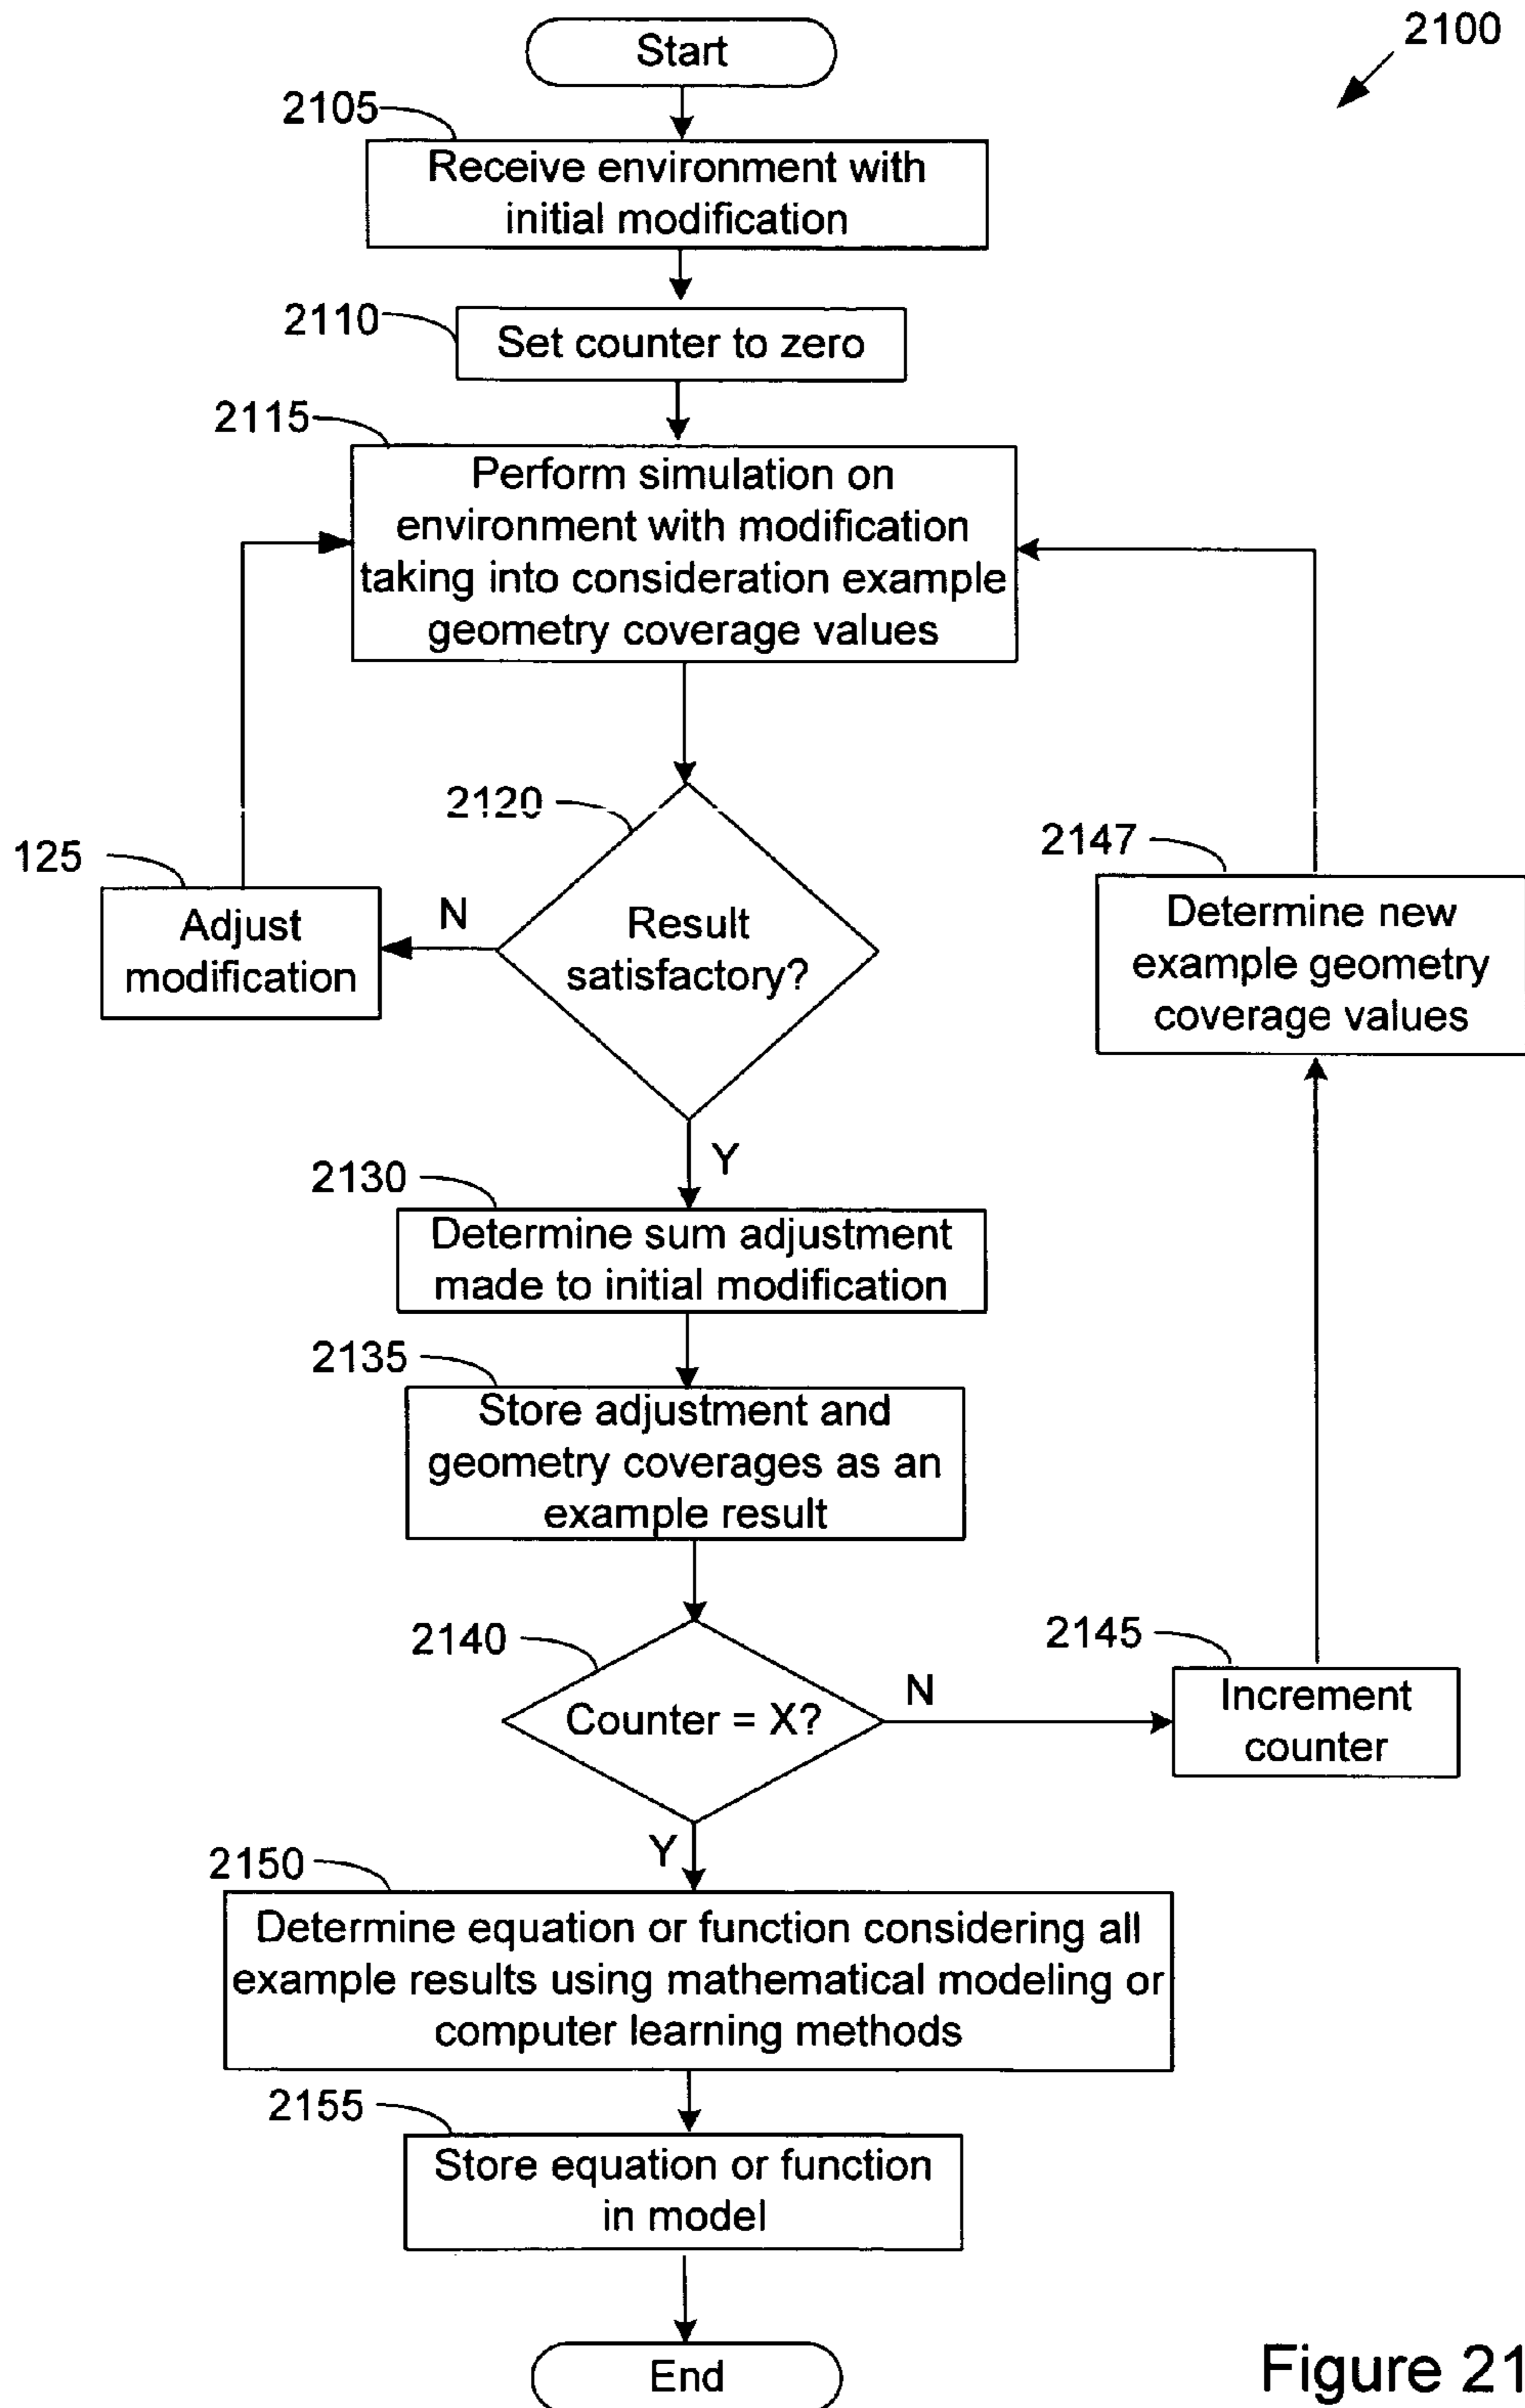 2100
Start
2105
Receive environment with
initial modification
2110
Set counter to zero
2115
Perform simulation on
environment with modification
taking into consideration example
geometry coverage values
2120
Result
satisfactory?
125
Adjust
modification
N
2147
Determine new
example geometry
coverage values
Y
2130
Determine sum adjustment
made to initial modification
2135
Store adjustment and
geometry coverages as an
example result
2140
Counter = X?
N
2145
Increment
counter
Y
2150
Determine equation or function considering all
example results using mathematical modeling or
computer learning methods
2155
Store equation or function
in model
End
Figure 21